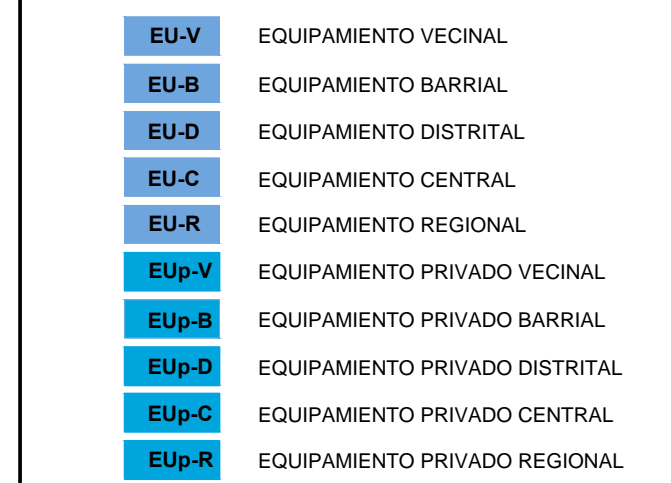 EU-V EQUIPAMIENTO VECINAL
EU-B EQUIPAMIENTO BARRIAL
EU-D EQUIPAMIENTO DISTRITAL
EU-C EQUIPAMIENTO CENTRAL
EU-R EQUIPAMIENTO REGIONAL
EUp-V EQUIPAMIENTO PRIVADO VECINAL
EUp-B EQUIPAMIENTO PRIVADO BARRIAL
EUp-D EQUIPAMIENTO PRIVADO DISTRITAL
EUp-C EQUIPAMIENTO PRIVADO CENTRAL
EUp-R EQUIPAMIENTO PRIVADO REGIONAL